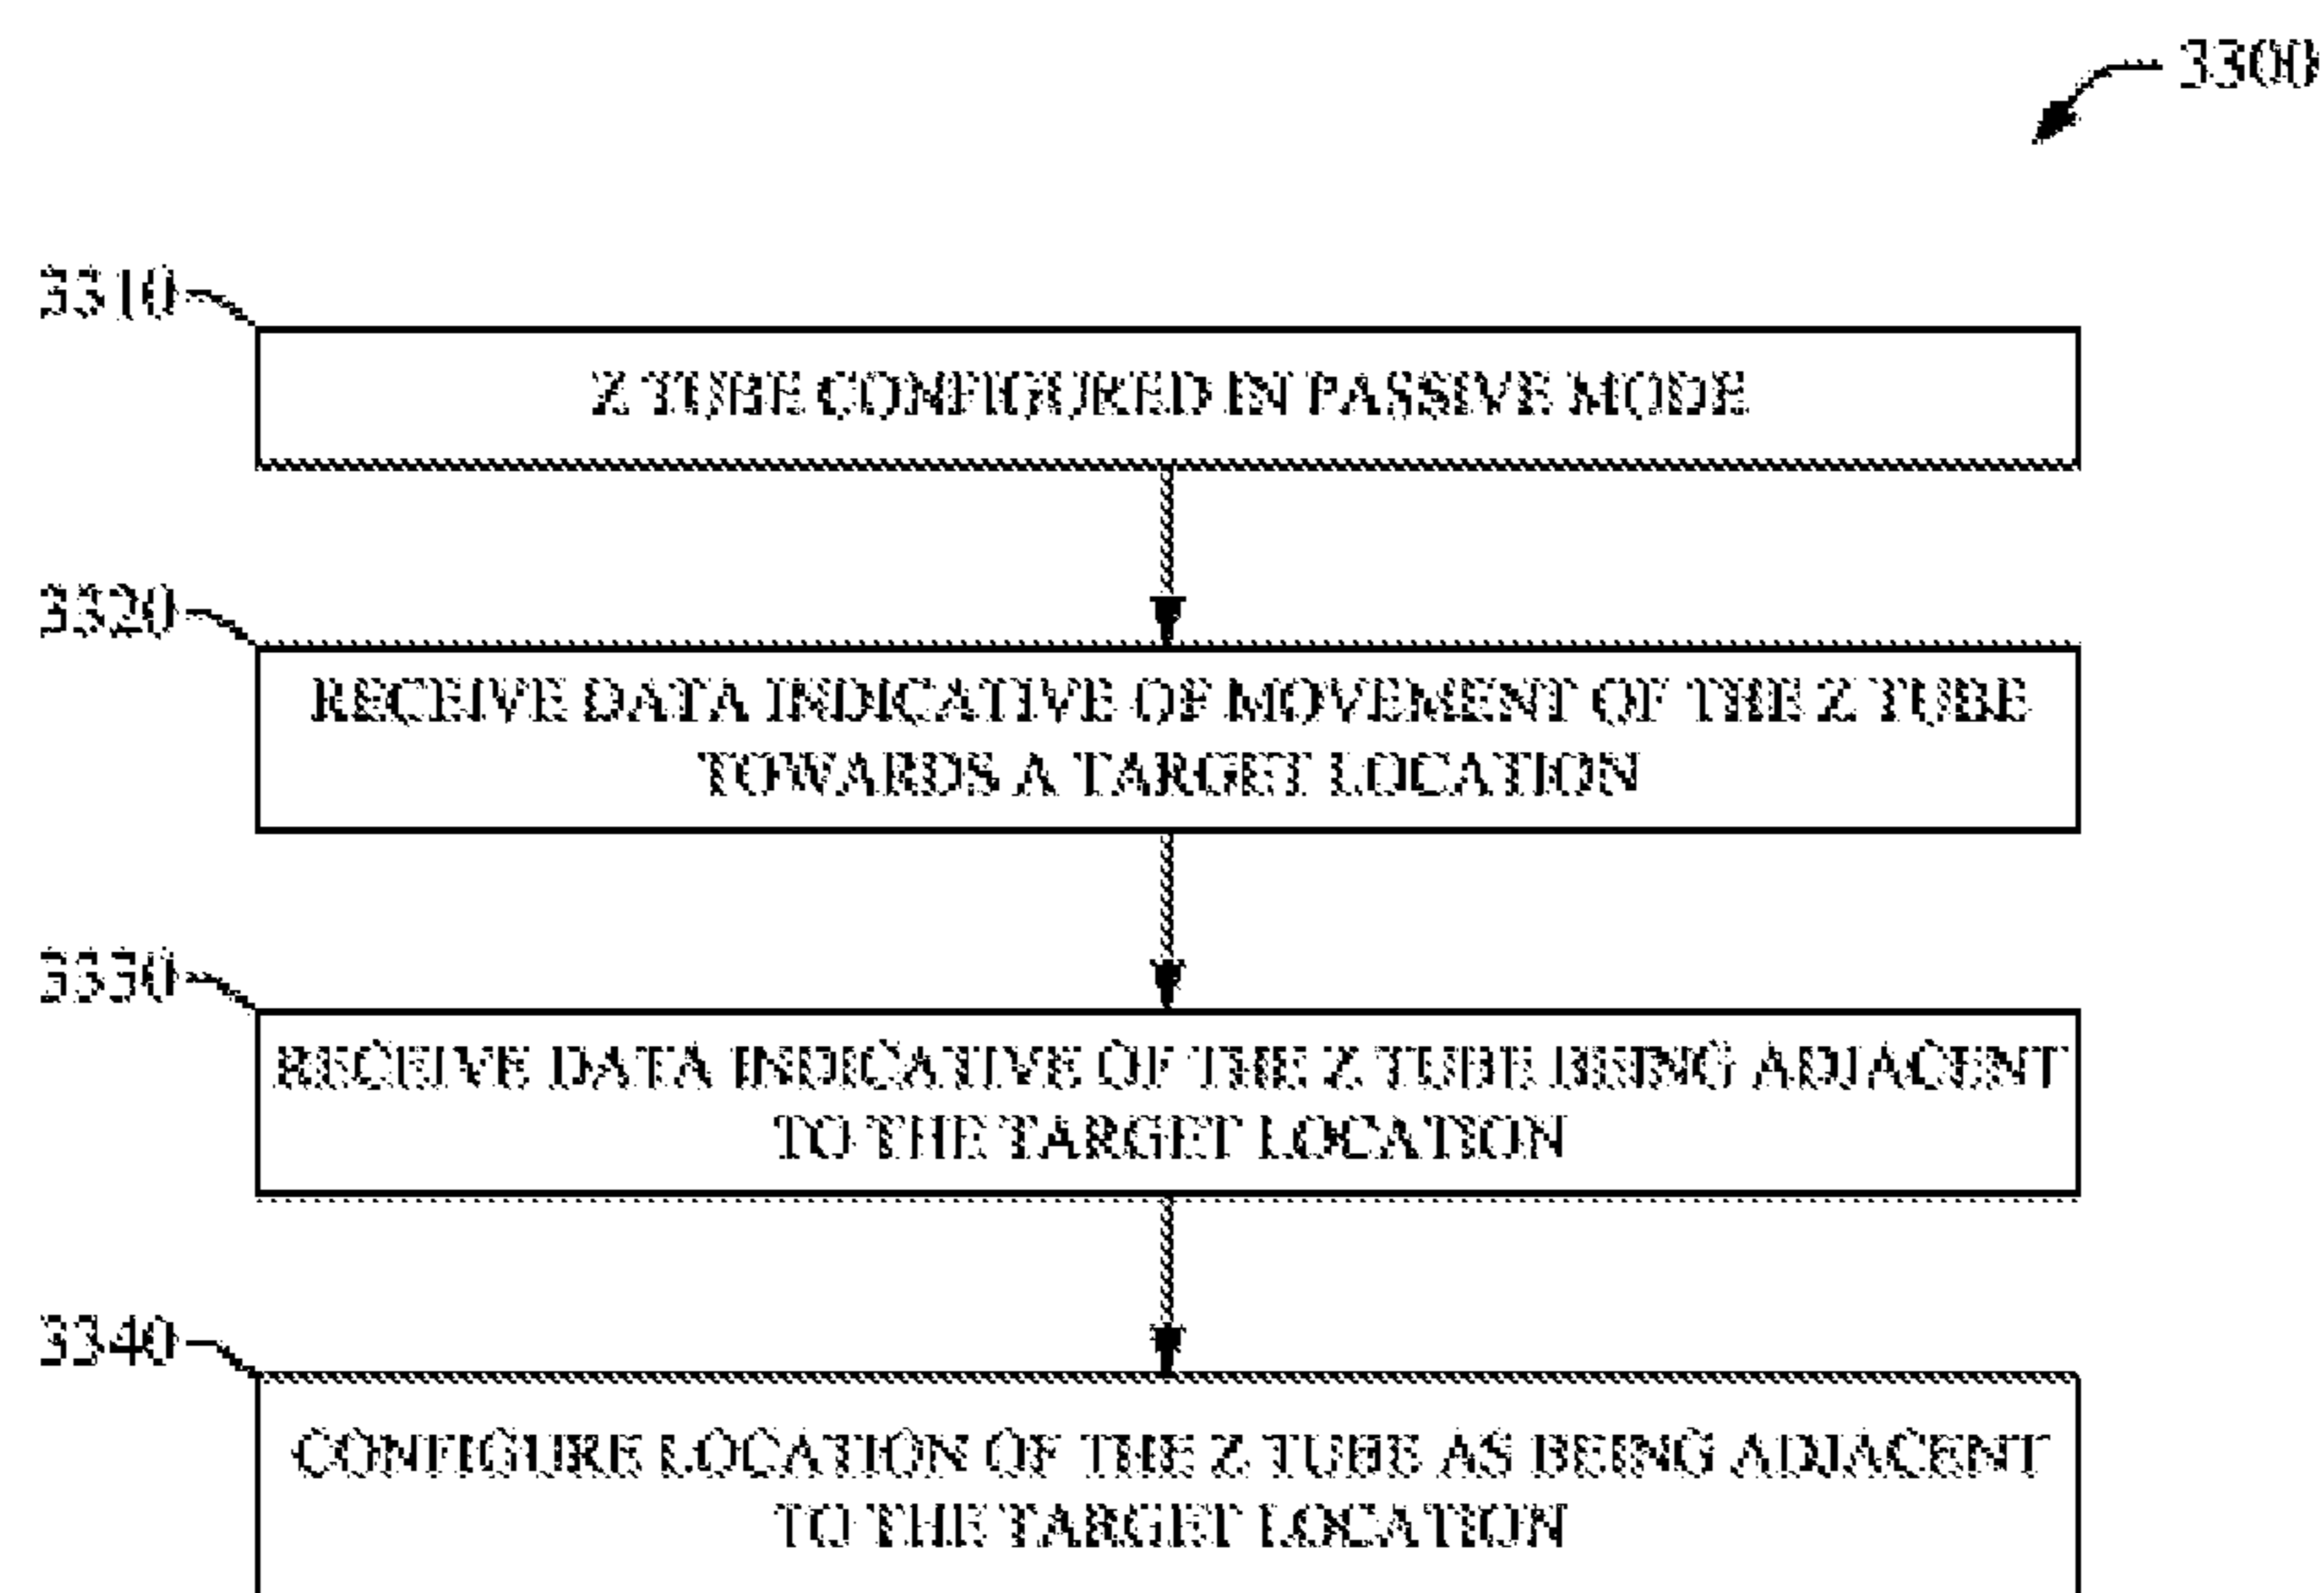 3300
3310
Z TUBE CONFIGURED IN PASSIVE MODE
3320
RECEIVE DATA INDICATIVE OF MOVEMENT OF THE Z TUBE
TOWARDS A TARGET LOCATION
3330
RECEIVE DATA INDICATIVE OF THE Z TUBE BEING ADJACENT
TO THE TARGET LOCATION
3340
CONFIGURE LOCATION OF THE Z TUBE AS BEING ADJACENT
TO THE TARGET LOCATION